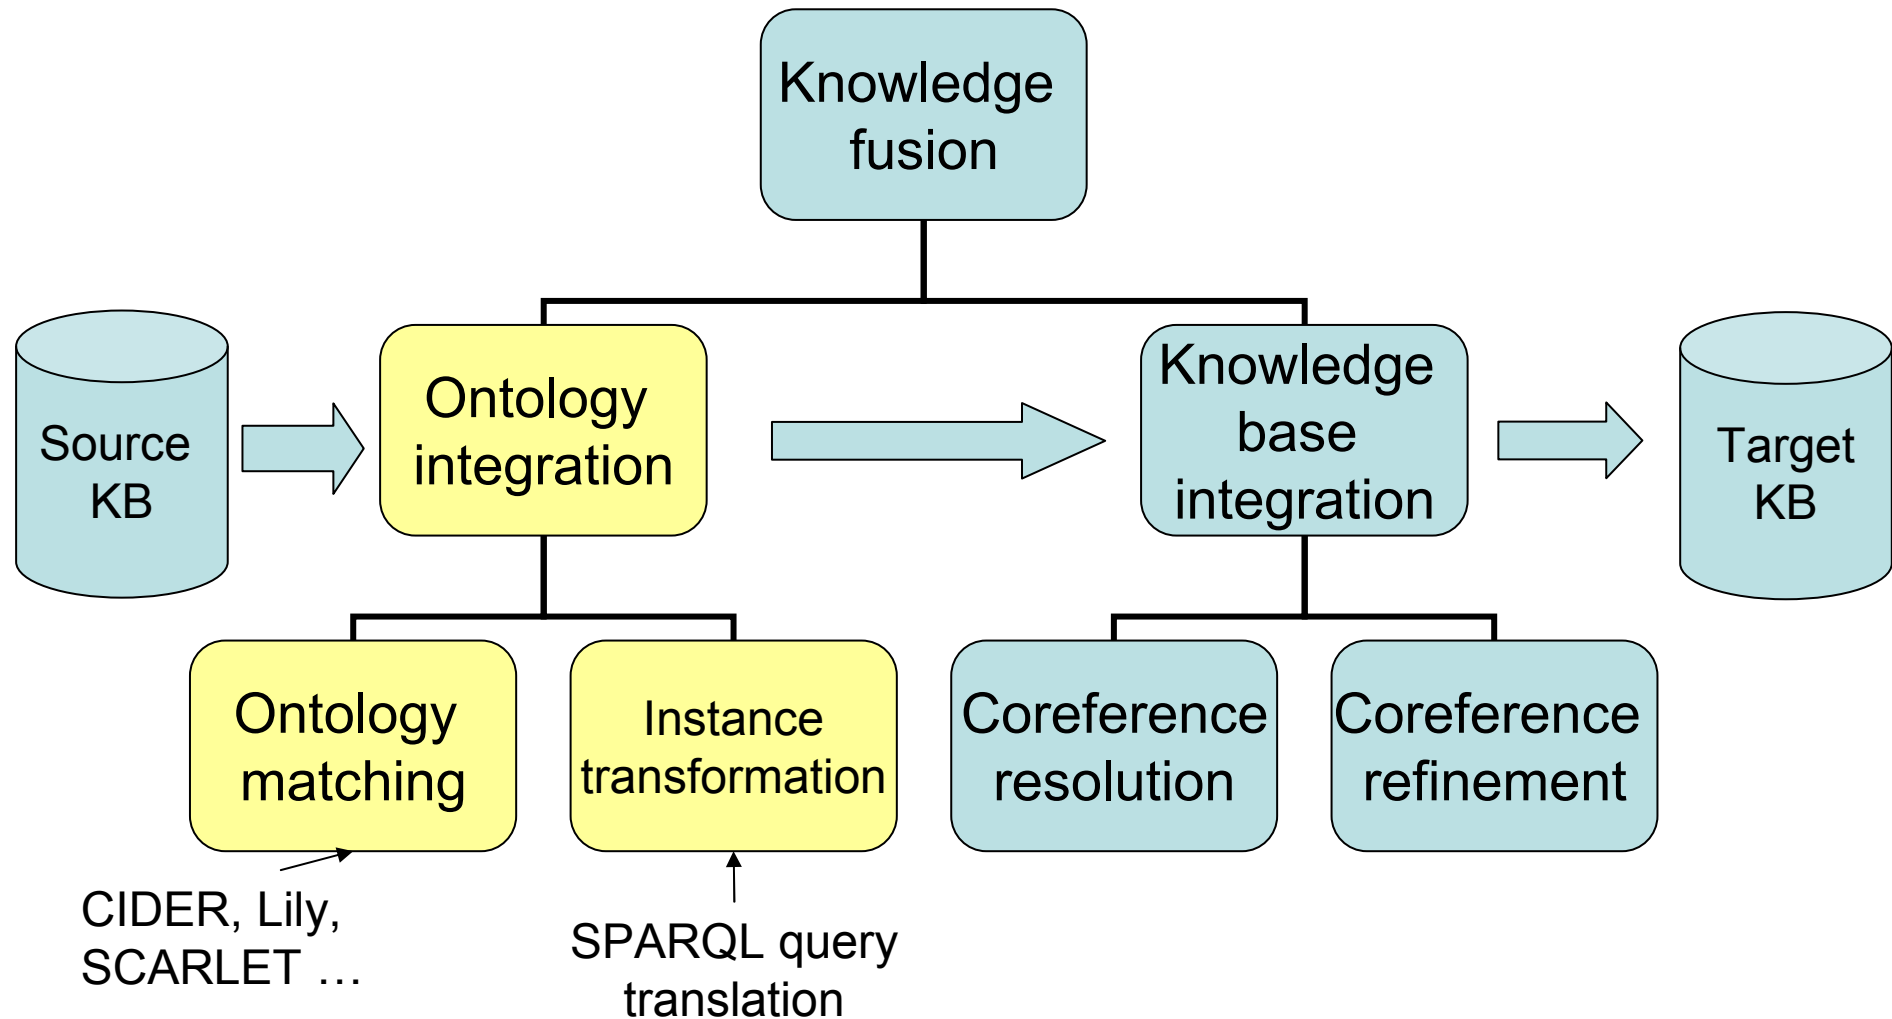 Knowledge
fusion
Source
KB
Ontology
integration
Knowledge
base
integration
Target
KB
Ontology
matching
Instance
transformation
Coreference
resolution
Coreference
refinement
CIDER, Lily,
SCARLET …
SPARQL query
translation